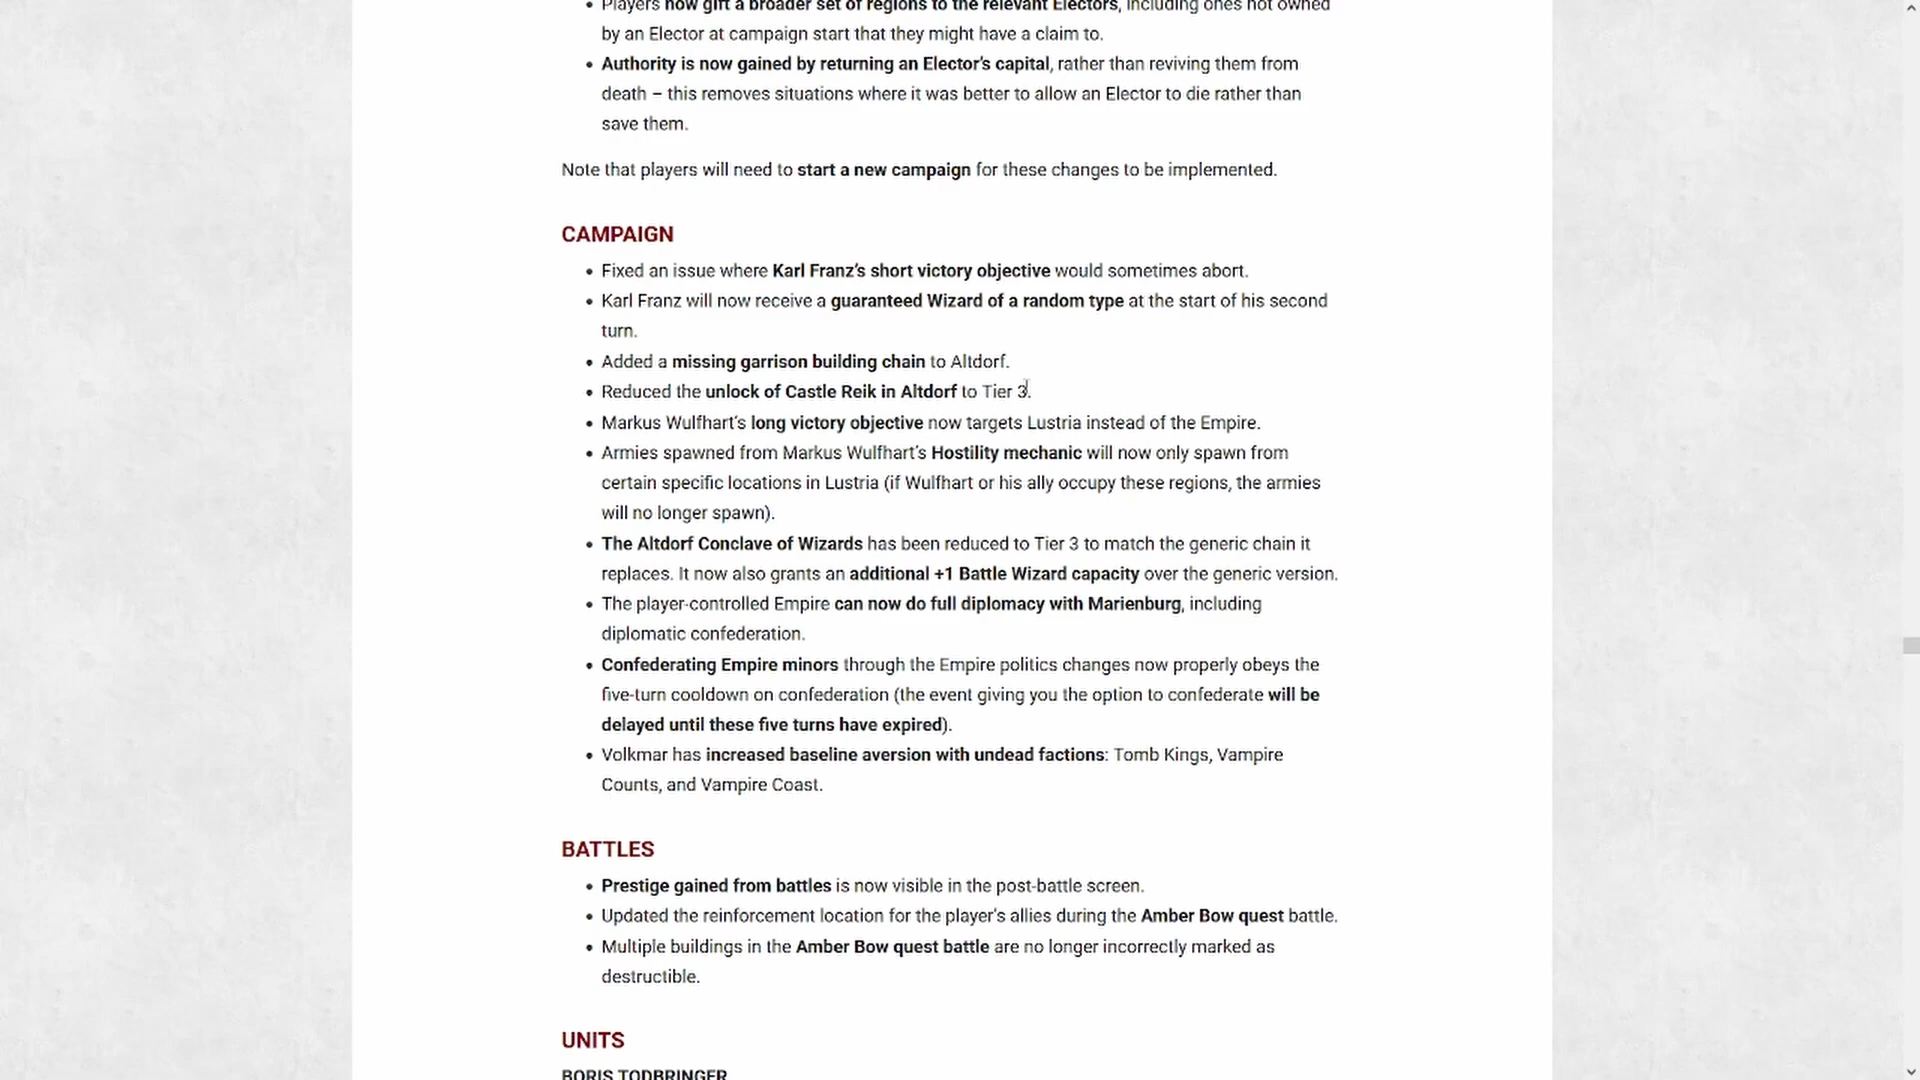 Players now gift a broader set of regions to the relevant Electors, including ones not owned
by an Elector at campaign start that they might have a claim to.
Authority is now gained by returning an Elector's capital, rather than reviving them from
death – this removes situations where it was better to allow an Elector to die rather than
save them.
Note that players will need to start a new campaign for these changes to be implemented.
CAMPAIGN
Fixed an issue where Karl Franz's short victory objective would sometimes abort.
Karl Franz will now receive a guaranteed Wizard of a random type at the start of his second
turn.
Added a missing garrison building chain to Altdorf.
Reduced the unlock of Castle Reik in Altdorf to Tier 3.
Markus Wulfhart's long victory objective now targets Lustria instead of the Empire.
Armies spawned from Markus Wulfhart's Hostility mechanic will now only spawn from
certain specific locations in Lustria (if Wulfhart or his ally occupy these regions, the armies
will no longer spawn).
The Altdorf Conclave of Wizards has been reduced to Tier 3 to match the generic chain it
replaces. It now also grants an additional +1 Battle Wizard capacity over the generic version.
The player-controlled Empire can now do full diplomacy with Marienburg, including
diplomatic confederation.
Confederating Empire minors through the Empire politics changes now properly obeys the
five-turn cooldown on confederation (the event giving you the option to confederate will be
delayed until these five turns have expired).
Volkmar has increased baseline aversion with undead factions: Tomb Kings, Vampire
Counts, and Vampire Coast.
BATTLES
Prestige gained from battles is now visible in the post-battle screen.
Updated the reinforcement location for the player's allies during the Amber Bow quest battle.
Multiple buildings in the Amber Bow quest battle are no longer incorrectly marked as
destructible.
UNITS
BORIS TODBRINGER